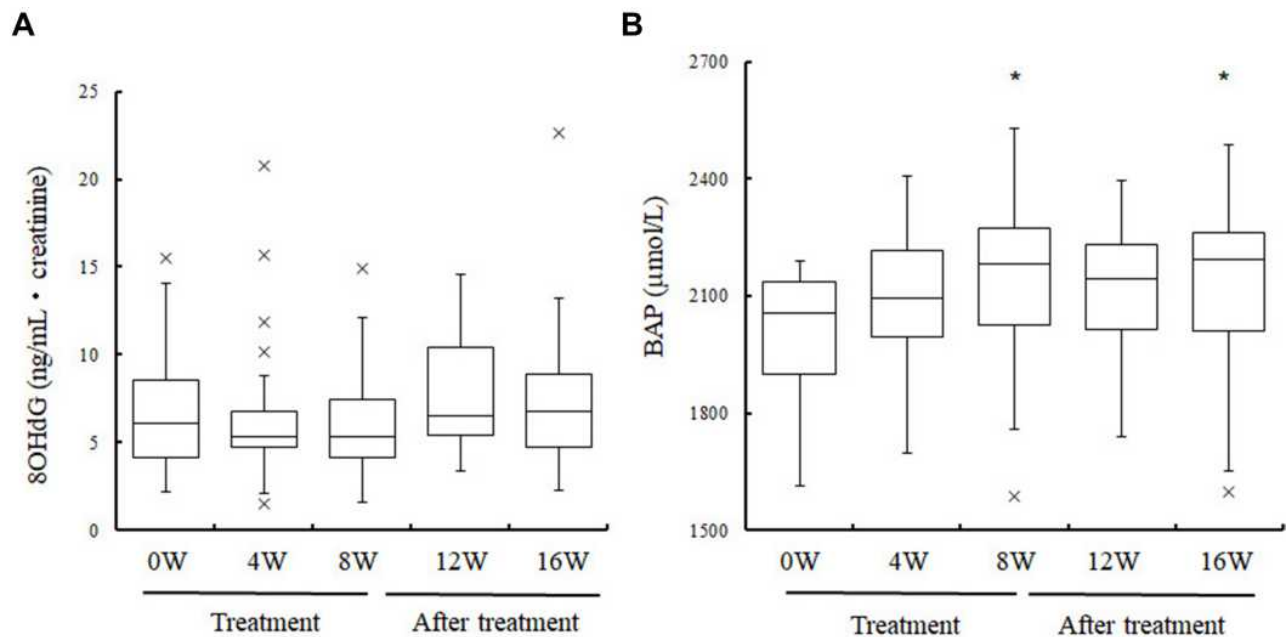 A
B
8OHdG (ng/mL・creatinine)
25
20
15
10
5
0
0W 4W 8W 12W 16W
Treatment After treatment
BAP (µmol/L)
2700
2400
2100
1800
1500
* *
0W 4W 8W 12W 16W
Treatment After treatment